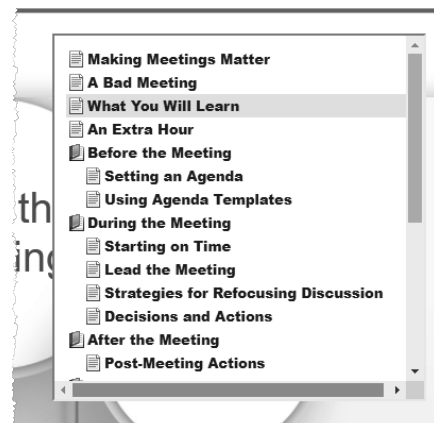 Making Meetings Matter
A Bad Meeting
What You Will Learn
An Extra Hour
Before the Meeting
Setting an Agenda
Using Agenda Templates
During the Meeting
Starting on Time
Lead the Meeting
Strategies for Refocusing Discussion
Decisions and Actions
After the Meeting
Post-Meeting Actions
th
ing